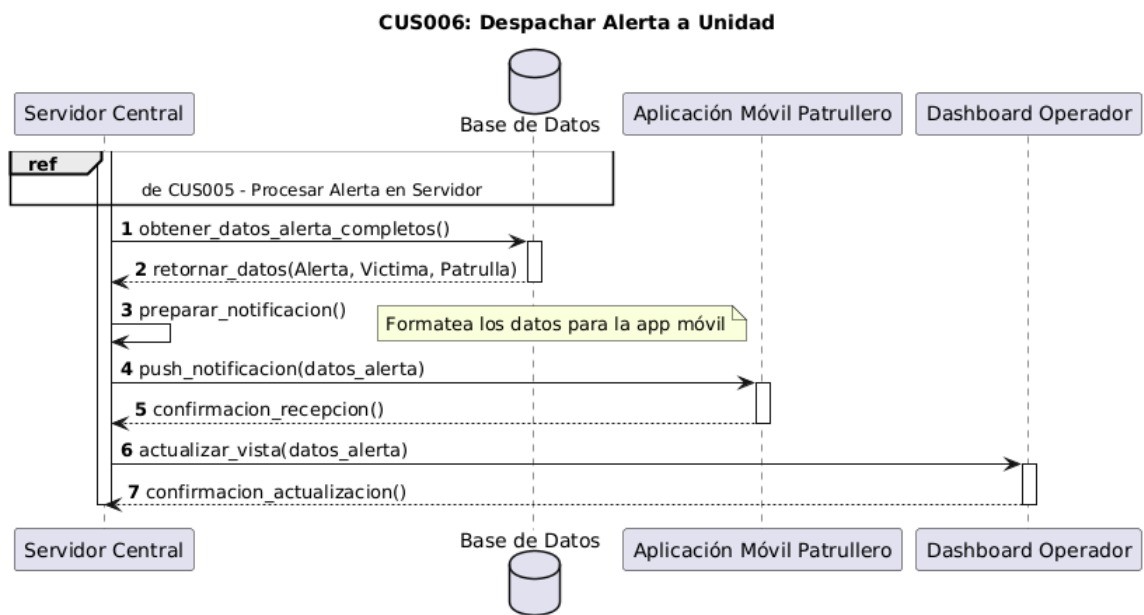 CUS006: Despachar Alerta a Unidad
Servidor Central
Base de Datos
Aplicación Móvil Patrullero
Dashboard Operador
ref
de CUS005 - Procesar Alerta en Servidor
1 obtener_datos_alerta_completos()
2 retornar_datos(Alerta, Victima, Patrulla)
3 preparar_notificacion()
Formatea los datos para la app móvil
4 push_notificacion(datos_alerta)
5 confirmacion_recepcion()
6 actualizar_vista(datos_alerta)
7 confirmacion_actualizacion()
Servidor Central
Base de Datos
Aplicación Móvil Patrullero
Dashboard Operador